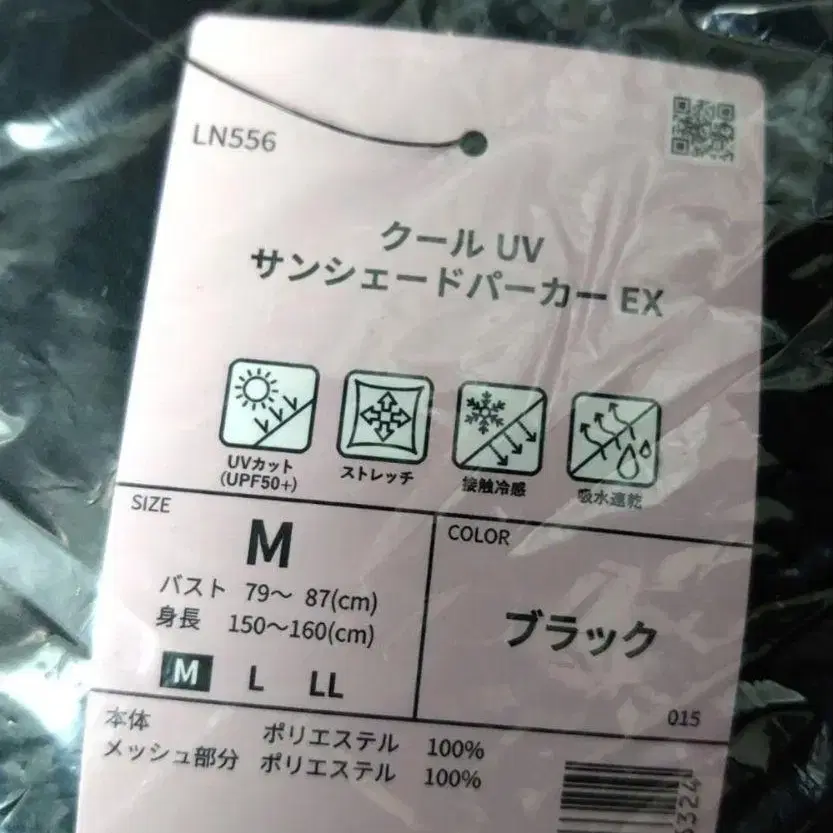 LN556
クール UV
サンシェードパーカー EX
UVカット
(UPF50+)
ストレッチ
接触冷感
吸水速乾
SIZE
M
バスト 79〜 87(cm)
身長 150〜160(cm)
M L LL
COLOR
ブラック
015
本体 ポリエステル 100%
メッシュ部分 ポリエステル 100%